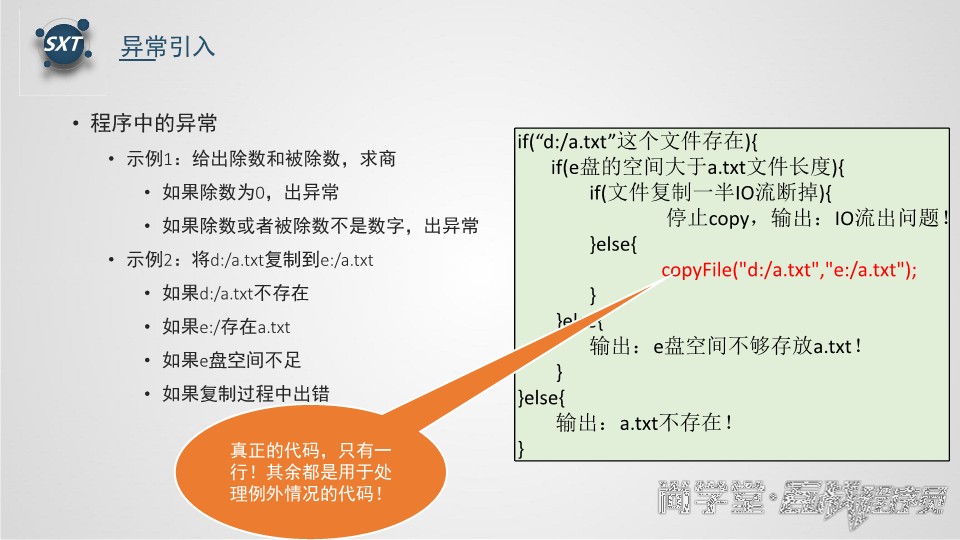 SXT
异常引入
• 程序中的异常
• 示例1：给出除数和被除数，求商
• 如果除数为0，出异常
• 如果除数或者被除数不是数字，出异常
• 示例2：将d:/a.txt复制到e:/a.txt
• 如果d:/a.txt不存在
• 如果e:/存在a.txt
• 如果e盘空间不足
• 如果复制过程中出错
真正的代码，只有一
行！其余都是用于处
理例外情况的代码！
if(“d:/a.txt”这个文件存在){
if(e盘的空间大于a.txt文件长度){
if(文件复制一半IO流断掉){
停止copy，输出：IO流出问题！
}else{
copyFile("d:/a.txt","e:/a.txt");
}
}else{
输出：e盘空间不够存放a.txt！
}
}else{
输出：a.txt不存在！
}
尚学堂·百战程序员